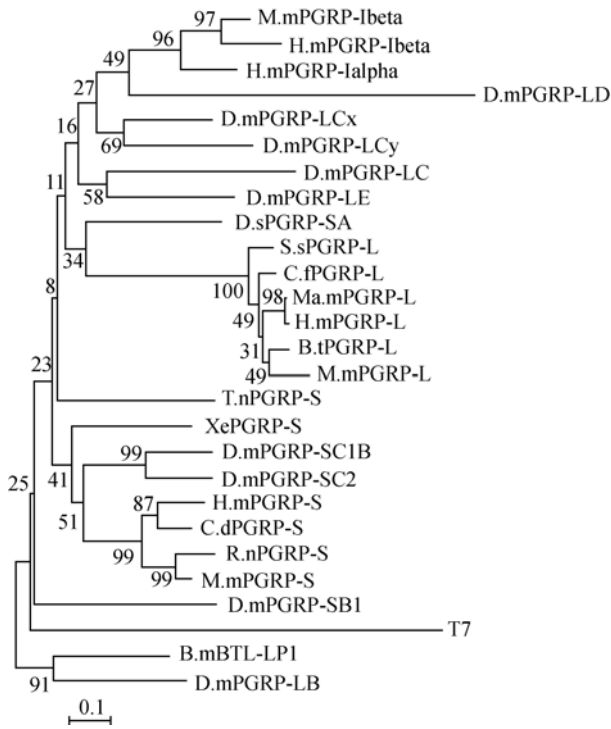 97 M.mPGRP-Ibeta
96 H.mPGRP-Ibeta
49 H.mPGRP-Ialpha
27 D.mPGRP-LD
16 D.mPGRP-LCx
69 D.mPGRP-LCy
11 D.mPGRP-LC
58 D.mPGRP-LE
D.sPGRP-SA
34 S.sPGRP-L
8 100 C.fPGRP-L
98 Ma.mPGRP-L
49 H.mPGRP-L
31 B.tPGRP-L
23 49 M.mPGRP-L
T.nPGRP-S
XePGRP-S
99 D.mPGRP-SC1B
25 41 D.mPGRP-SC2
51 87 H.mPGRP-S
C.dPGRP-S
99 R.nPGRP-S
99 M.mPGRP-S
D.mPGRP-SB1
T7
B.mBTL-LP1
91 D.mPGRP-LB
0.1